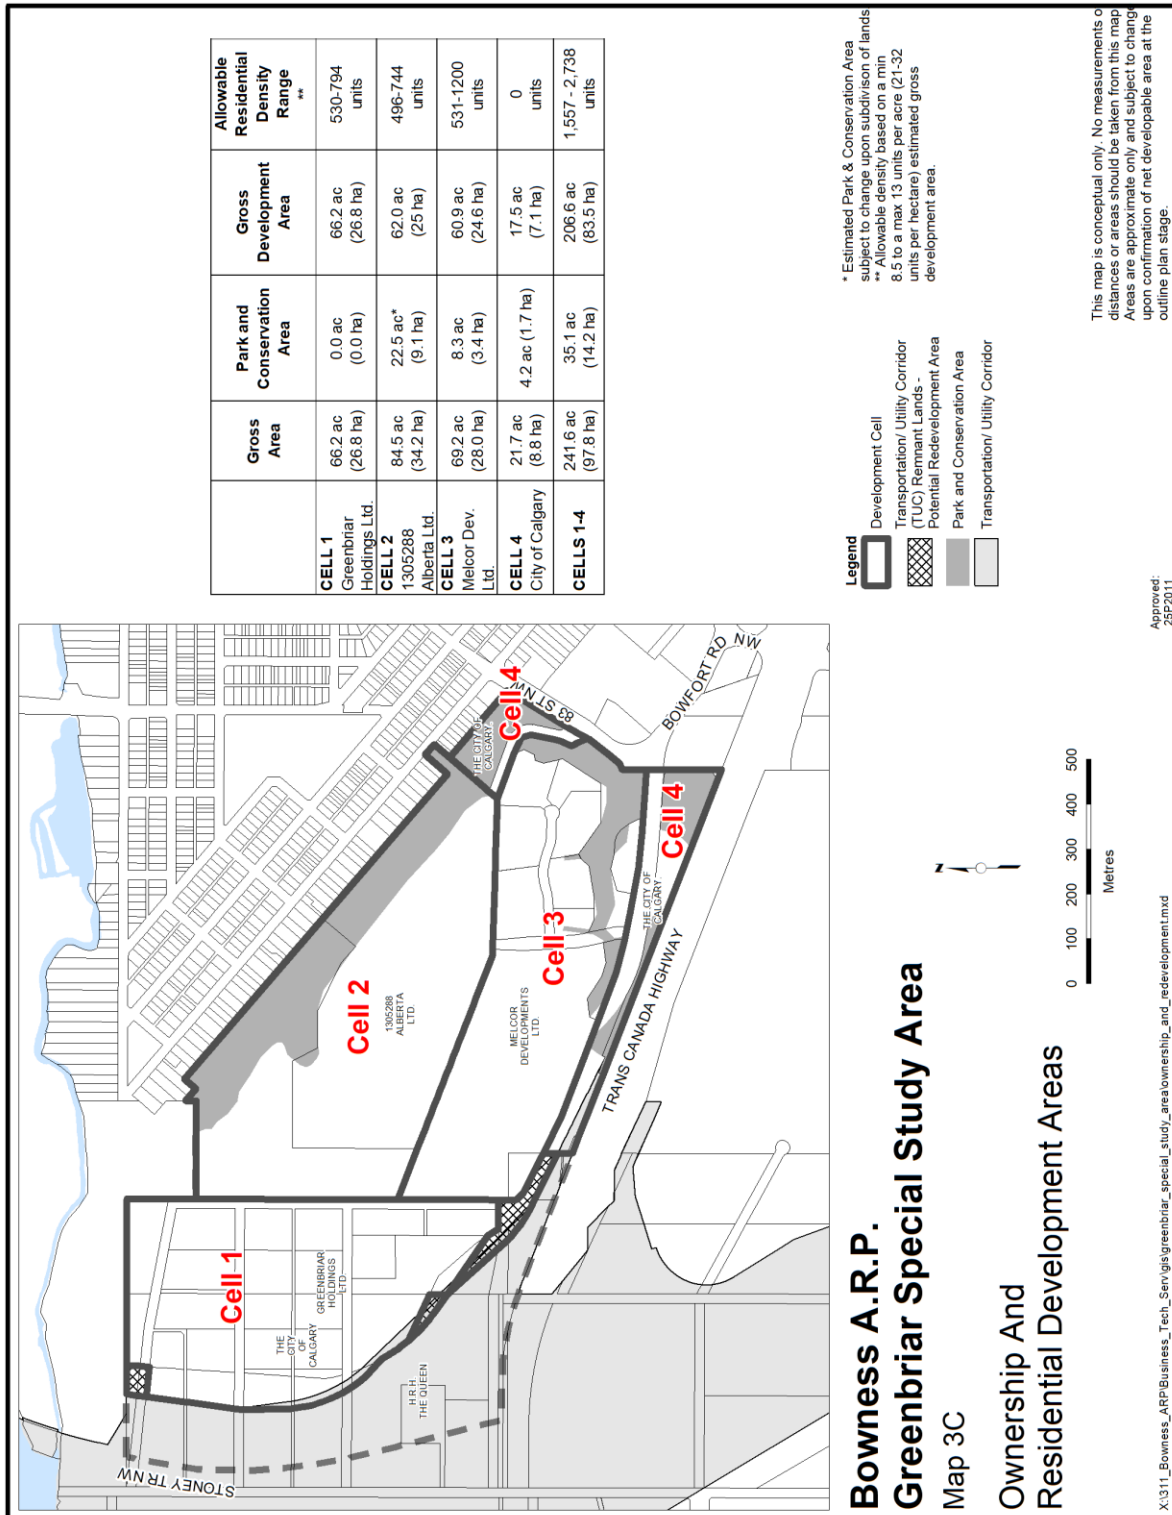 Gross
Area
Park and
Conservation
Area
Gross
Development
Area
Allowable
Residential
Density
Range
**
CELL 1
Greenbriar
Holdings Ltd.
66.2 ac
(26.8 ha)
0.0 ac
(0.0 ha)
66.2 ac
(26.8 ha)
530-794
units
CELL 2
1305288
Alberta Ltd.
84.5 ac
(34.2 ha)
22.5 ac*
(9.1 ha)
62.0 ac
(25 ha)
496-744
units
CELL 3
Melcor Dev.
Ltd.
69.2 ac
(28.0 ha)
8.3 ac
(3.4 ha)
60.9 ac
(24.6 ha)
531-1200
units
CELL 4
City of Calgary
21.7 ac
(8.8 ha)
4.2 ac (1.7 ha)
17.5 ac
(7.1 ha)
0
units
CELLS 1-4
241.6 ac
(97.8 ha)
35.1 ac
(14.2 ha)
206.6 ac
(83.5 ha)
1,557 - 2,738
units
STONEY TR NW
Cell 1
THE
CITY
OF
CALGARY
GREENBRIAR
HOLDINGS
LTD.
H.R.H.
THE QUEEN
Cell 2
1305288
ALBERTA
LTD.
THE CITY OF
CALGARY
Cell 4
83 ST NW
BOWFORT RD NW
Cell 3
MELCOR
DEVELOPMENTS
LTD.
THE CITY OF
CALGARY
Cell 4
TRANS CANADA HIGHWAY
Legend
Development Cell
Transportation/ Utility Corridor
(TUC) Remnant Lands -
Potential Redevelopment Area
Park and Conservation Area
Transportation/ Utility Corridor
* Estimated Park & Conservation Area
subject to change upon subdivison of lands
** Allowable density based on a min
8.5 to a max 13 units per acre (21-32
units per hectare) estimated gross
development area.
Bowness A.R.P.
Greenbriar Special Study Area
Map 3C
Ownership And
Residential Development Areas
0 100 200 300 400 500
Metres
This map is conceptual only. No measurements o
distances or areas should be taken from this map
Areas are approximate only and subject to chang
upon confirmation of net developable area at the
outline plan stage.
Approved:
25P2011
X:\311_Bowness_ARP\Business_Tech_Serv\gis\greenbriar_special_study_area\ownership_and_redevelopment.mxd